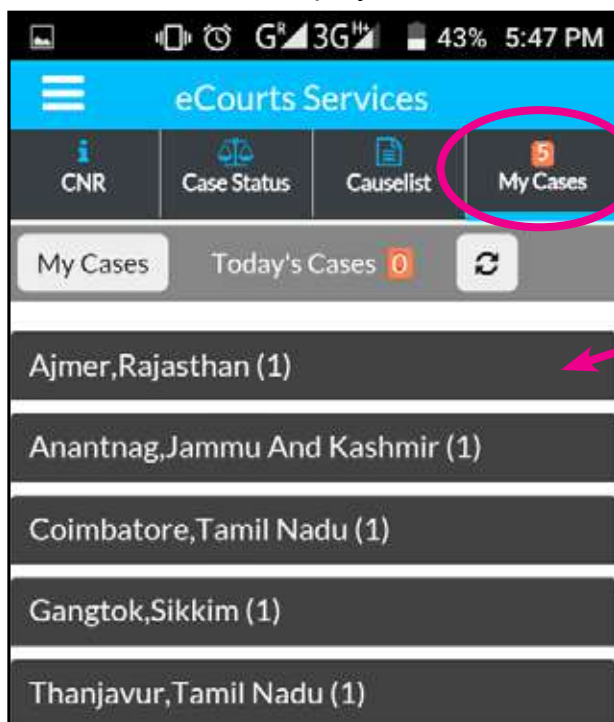 G R 3G H+ 43% 5:47 PM
eCourts Services
i
CNR
Case Status
Causelist
5
My Cases
My Cases Today's Cases 0
Ajmer,Rajasthan (1)
Anantnag,Jammu And Kashmir (1)
Coimbatore,Tamil Nadu (1)
Gangtok,Sikkim (1)
Thanjavur,Tamil Nadu (1)